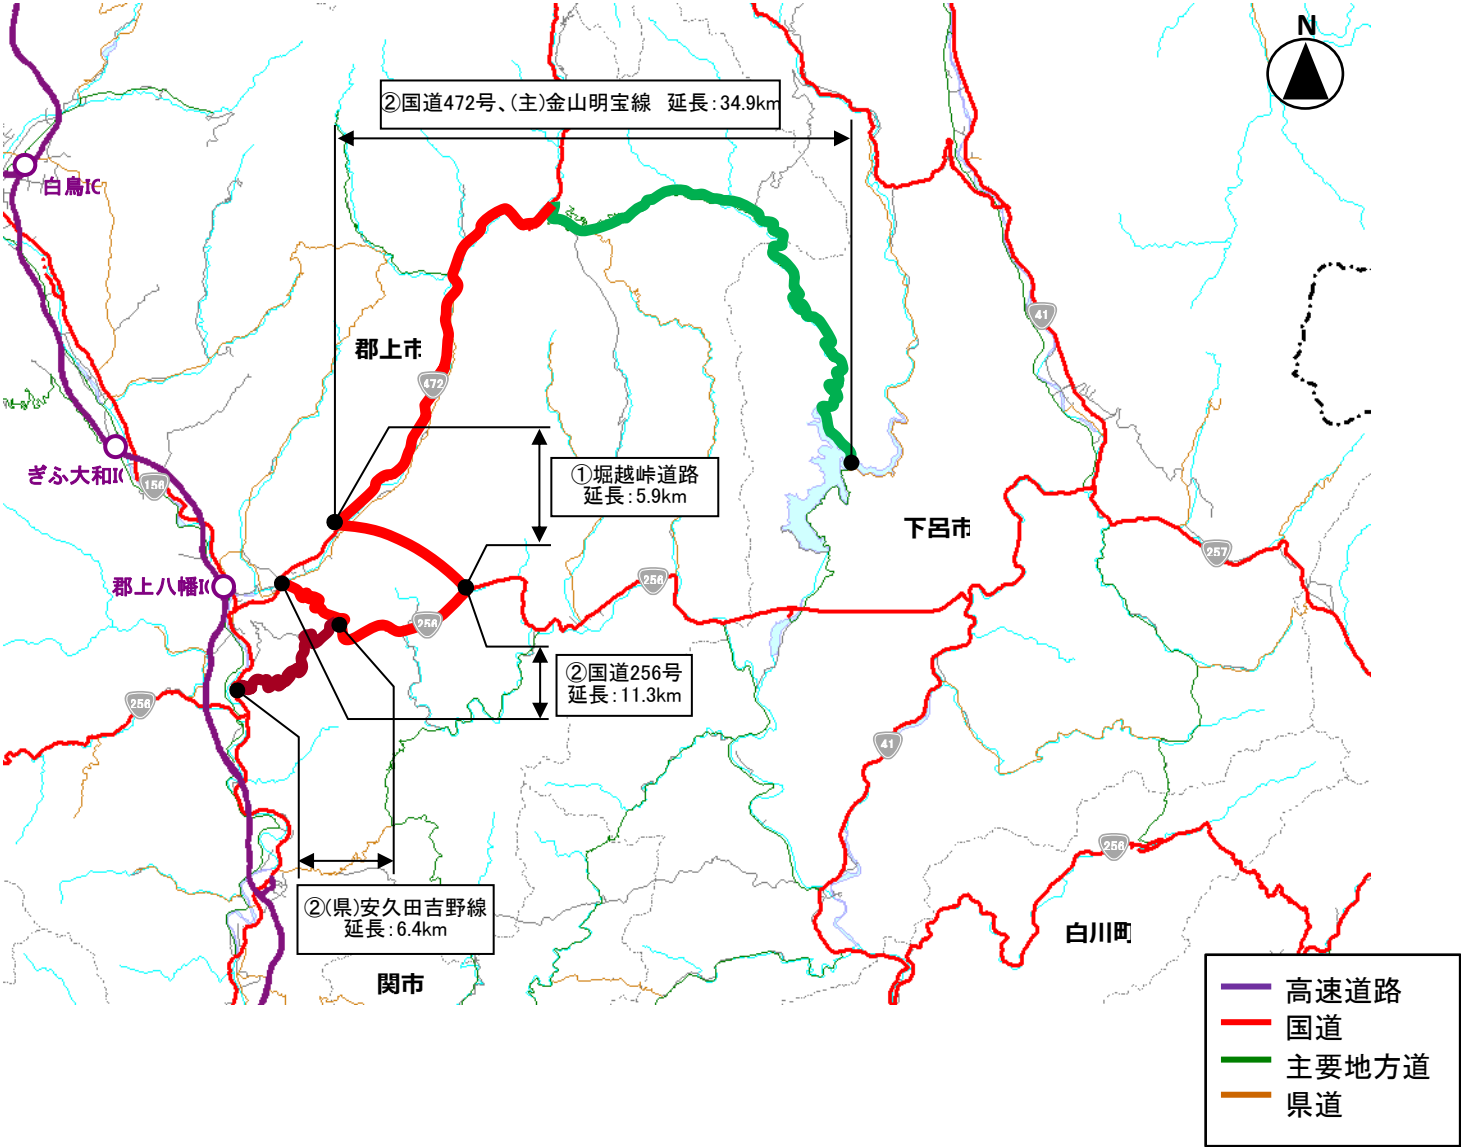 N
②国道472号、(主)金山明宝線 延長:34.9km
白鳥IC
41
郡上市
472
①堀越峠道路
延長:5.9km
ぎふ大和I
156
下呂市
257
郡上八幡I
256
256
②国道256号
延長:11.3km
256
41
256
②(県)安久田吉野線
延長:6.4km
白川町
関市
高速道路
国道
主要地方道
県道